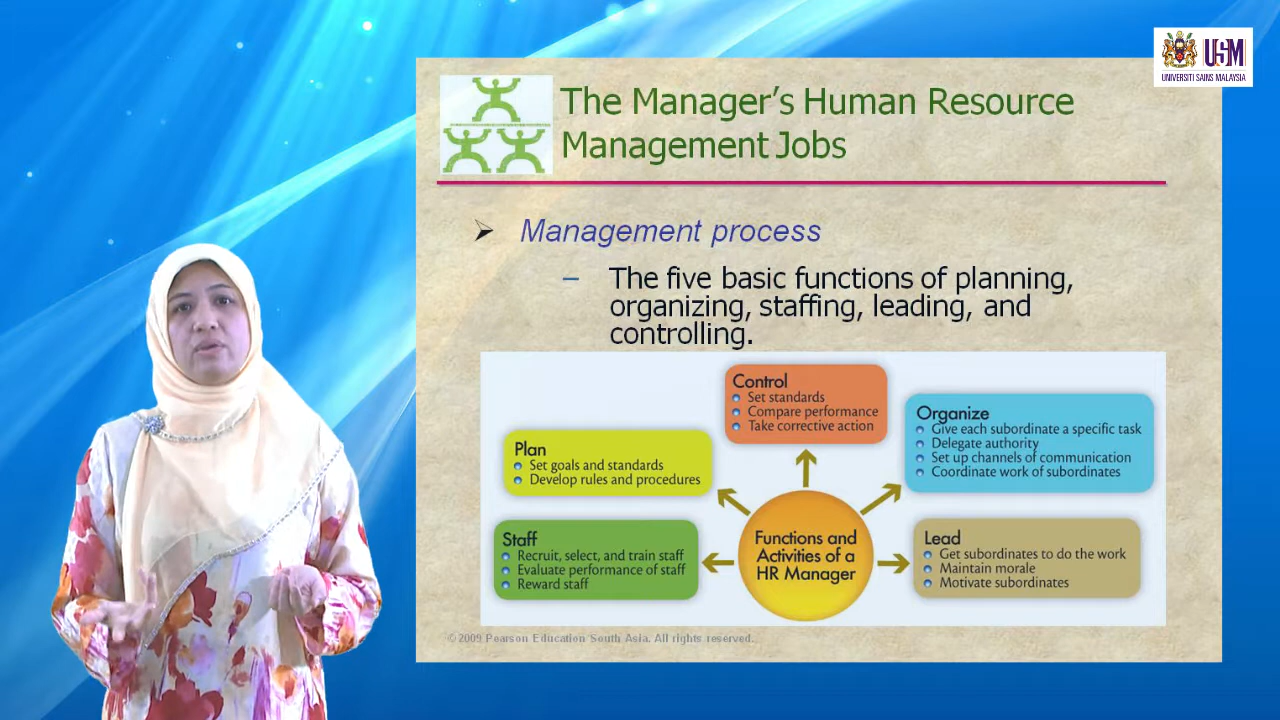 USM
UNIVERSITI SAINS MALAYSIA
The Manager's Human Resource
Management Jobs
Management process
The five basic functions of planning,
organizing, staffing, leading, and
controlling.
Control
Set standards
Compare performance
Take corrective action
Organize
Give each subordinate a specific task
Delegate authority
Set up channels of communication
Coordinate work of subordinates
Plan
Set goals and standards
Develop rules and procedures
Staff
Recruit, select, and train staff
Evaluate performance of staff
Reward staff
Functions and
Activities of a
HR Manager
Lead
Get subordinates to do the work
Maintain morale
Motivate subordinates
©2009 Pearson Education South Asia. All rights reserved.